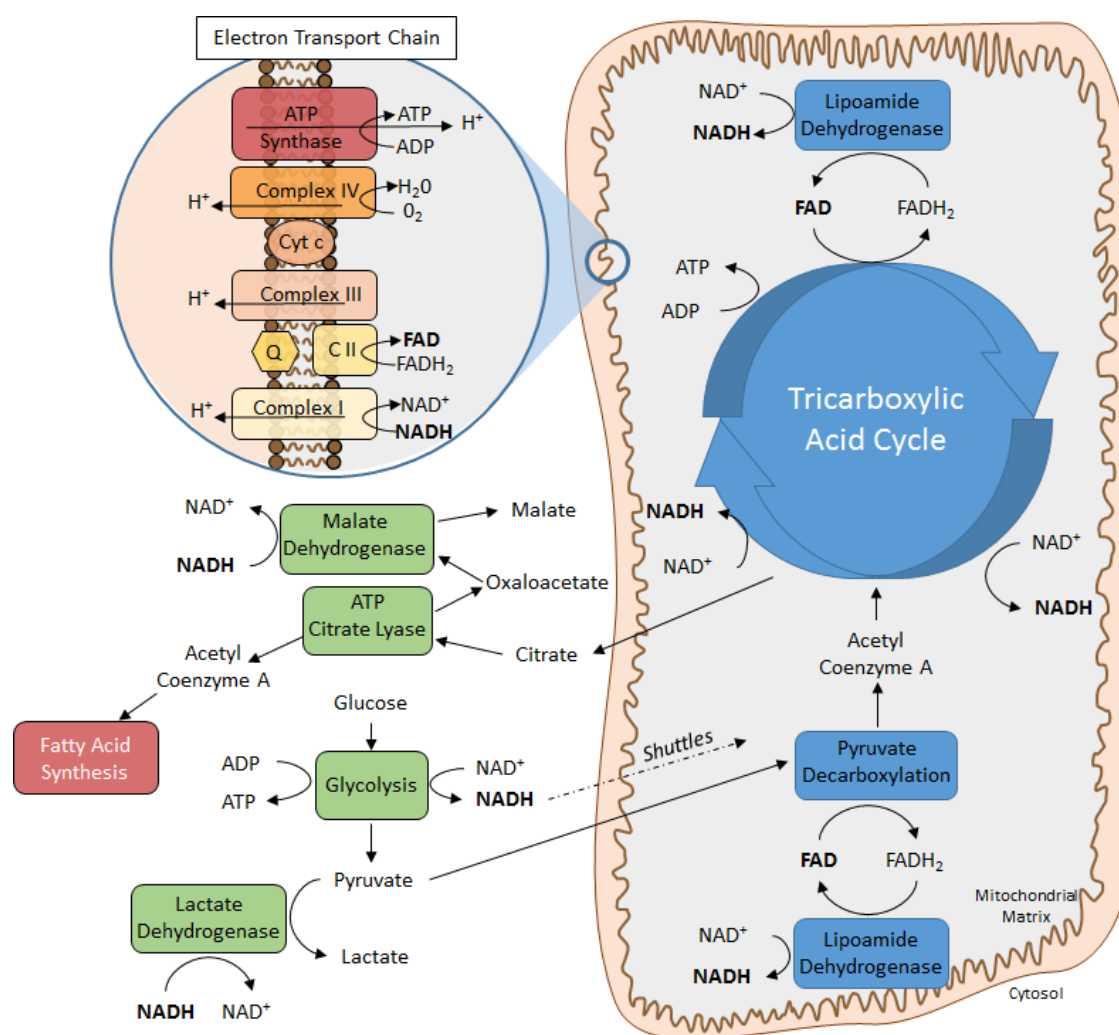 Electron Transport Chain
ATP
Synthase
ATP
ADP
H⁺
Complex IV
H₂0
0₂
H⁺
Cyt c
Complex III
H⁺
Q
C II
FAD
FADH₂
Complex I
H⁺
NAD⁺
NADH
NAD⁺
NADH
Malate
Dehydrogenase
Malate
Oxaloacetate
ATP
Citrate Lyase
Citrate
Acetyl
Coenzyme A
Fatty Acid
Synthesis
Glucose
ADP
ATP
Glycolysis
NAD⁺
NADH
Shuttles
Pyruvate
Lactate
Dehydrogenase
Lactate
NADH
NAD⁺
NAD⁺
NADH
Lipoamide
Dehydrogenase
FAD
FADH₂
ATP
ADP
Tricarboxylic
Acid Cycle
NADH
NAD⁺
NAD⁺
NADH
Acetyl
Coenzyme A
Pyruvate
Decarboxylation
FAD
FADH₂
NAD⁺
NADH
Lipoamide
Dehydrogenase
Mitochondrial
Matrix
Cytosol